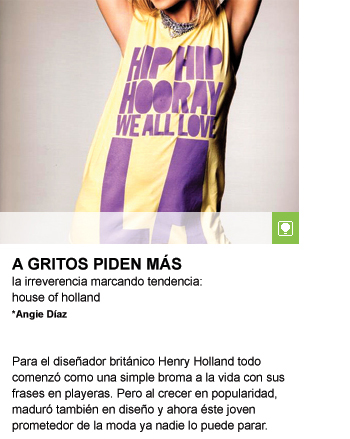 HIP HIP
HOORAY
WE ALL LOVE
LA
A GRITOS PIDEN MÁS
la irreverencia marcando tendencia:
house of holland
*Angie Díaz
Para el diseñador británico Henry Holland todo
comenzó como una simple broma a la vida con sus
frases en playeras. Pero al crecer en popularidad,
maduró también en diseño y ahora éste joven
prometedor de la moda ya nadie lo puede parar.